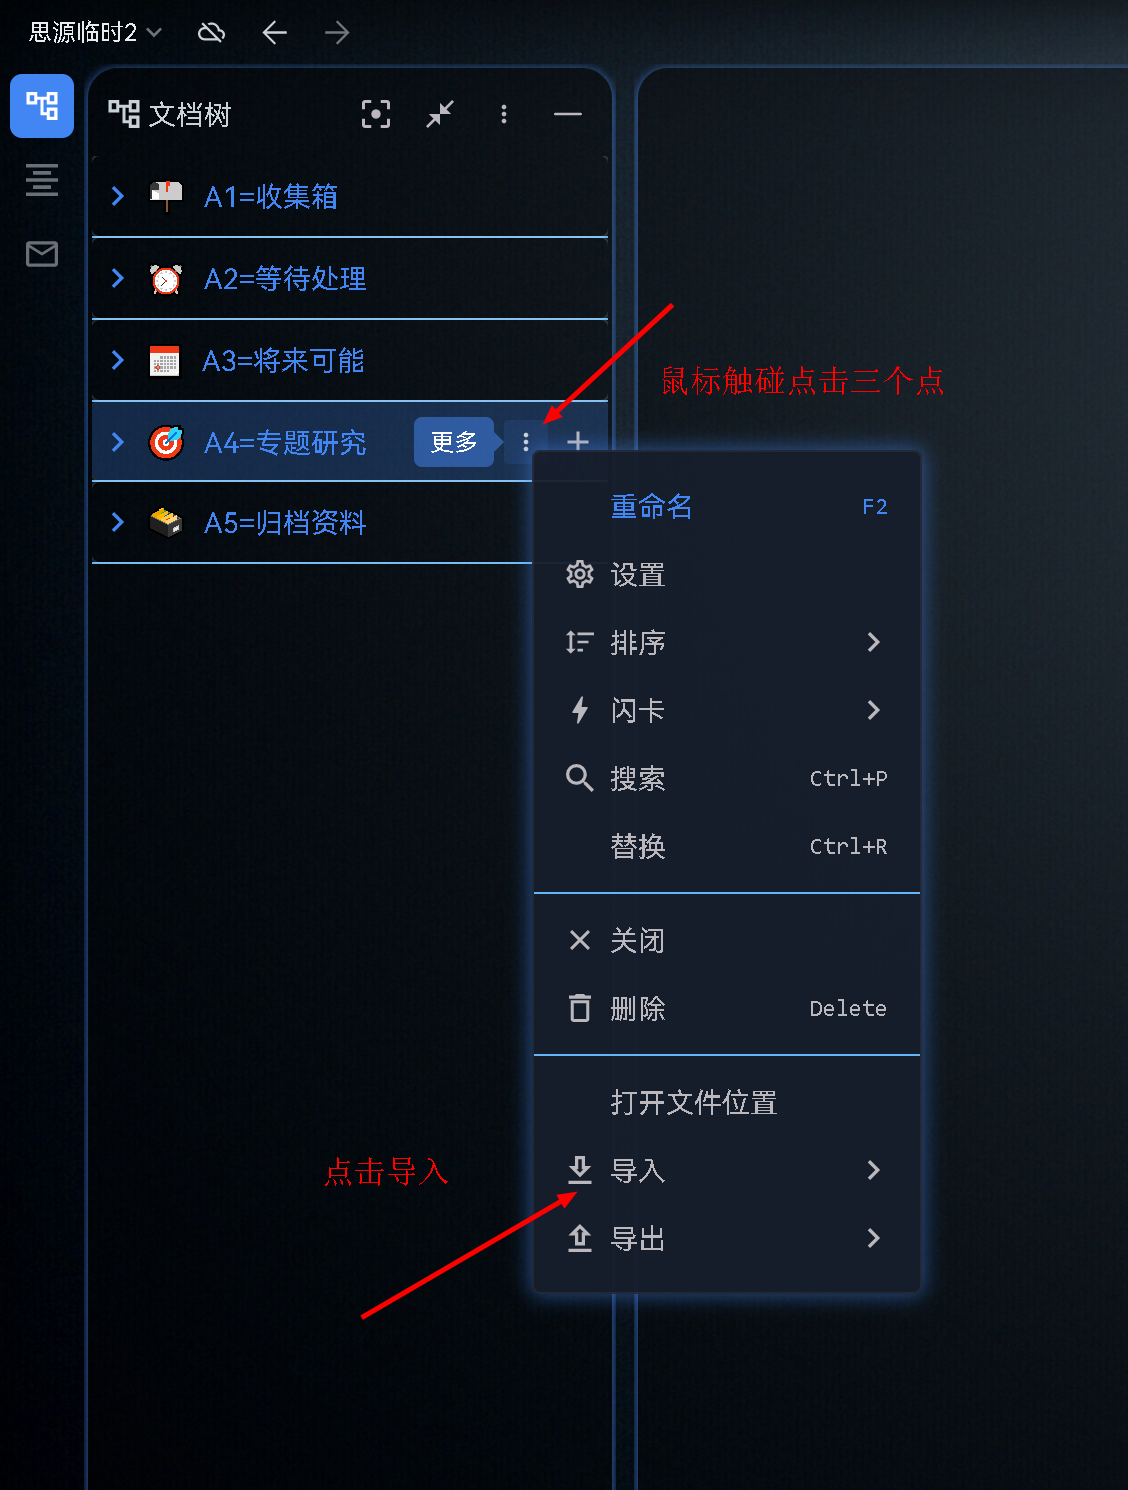 思源临时2
文档树
A1=收集箱
A2=等待处理
A3=将来可能
鼠标触碰点击三个点
A4=专题研究 更多
A5=归档资料
重命名 F2
设置
排序
闪卡
搜索 Ctrl+P
替换 Ctrl+R
关闭
删除 Delete
打开文件位置
点击导入
导入
导出